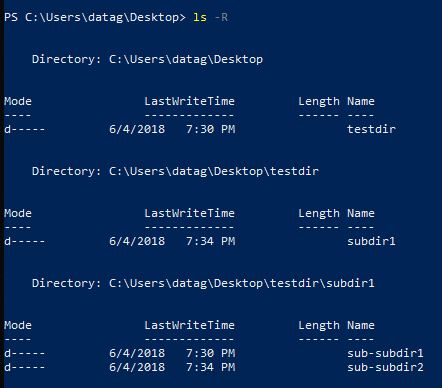 PS C:\Users\datag\Desktop> ls -R
Directory: C:\Users\datag\Desktop
Mode LastWriteTime Length Name
---- ------------- ------ ----
d----- 6/4/2018 7:30 PM testdir
Directory: C:\Users\datag\Desktop\testdir
Mode LastWriteTime Length Name
---- ------------- ------ ----
d----- 6/4/2018 7:34 PM subdir1
Directory: C:\Users\datag\Desktop\testdir\subdir1
Mode LastWriteTime Length Name
---- ------------- ------ ----
d----- 6/4/2018 7:30 PM sub-subdir1
d----- 6/4/2018 7:34 PM sub-subdir2